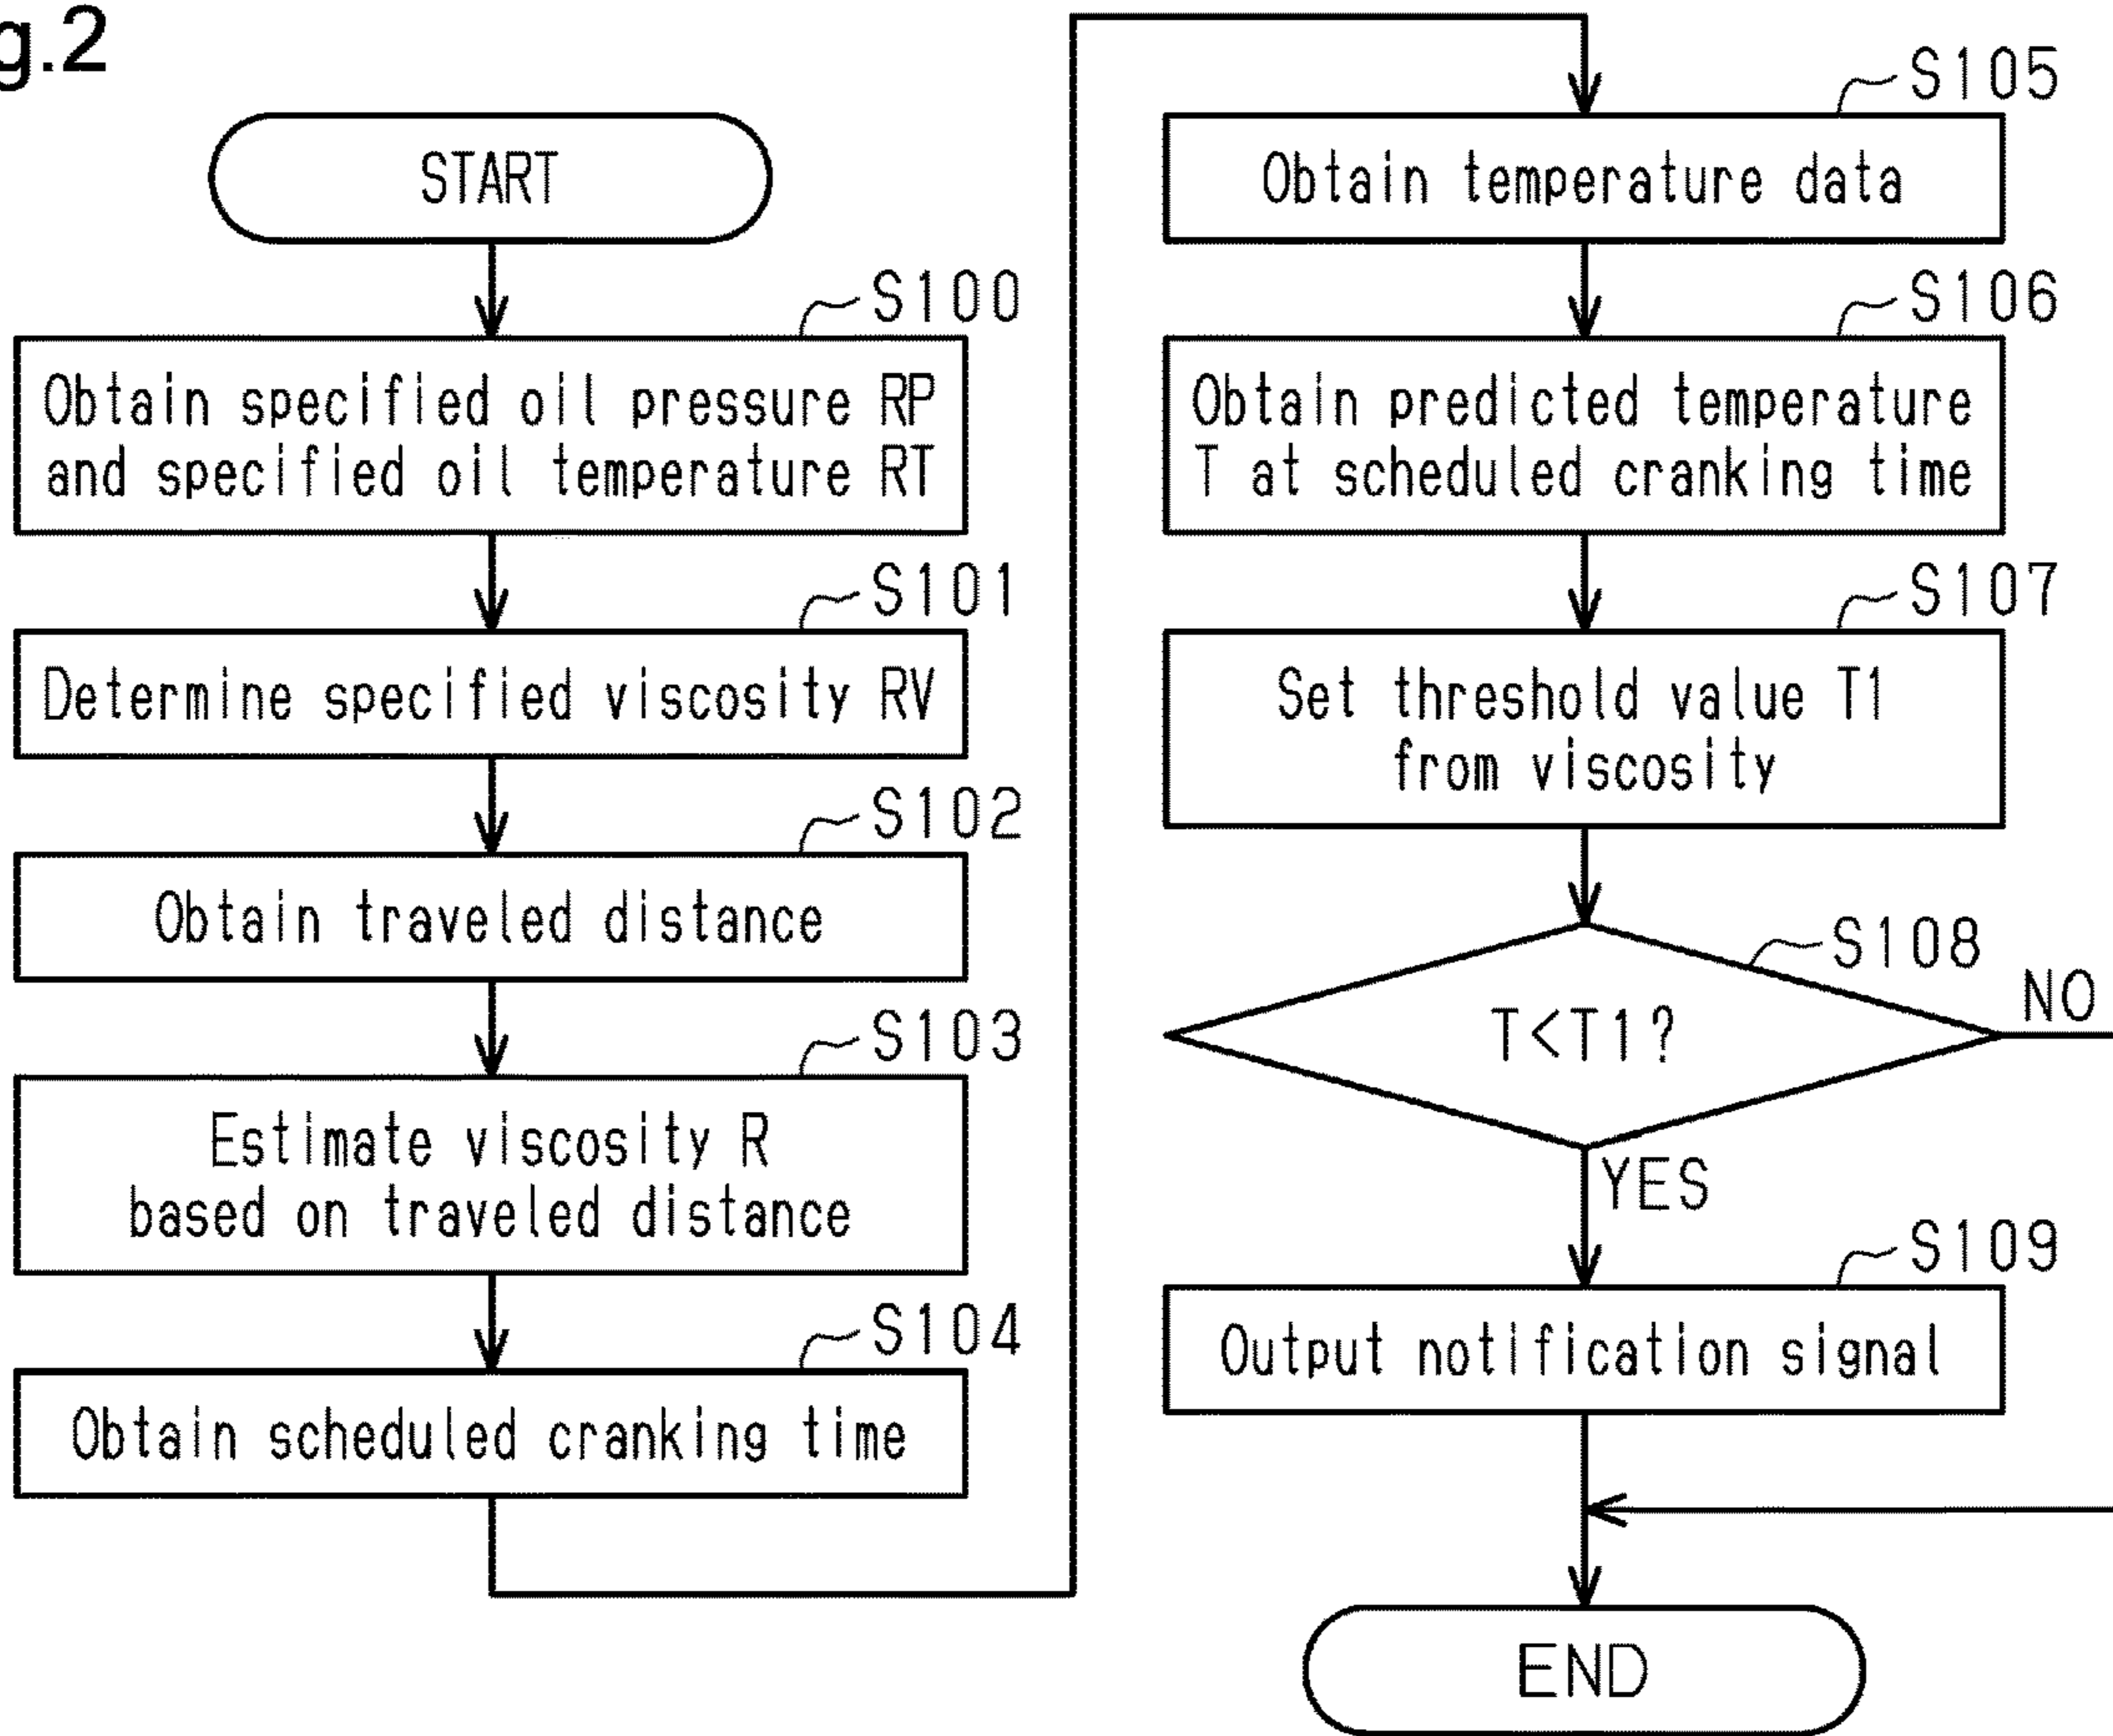 g.2
START
S100
Obtain specified oil pressure RP
and specified oil temperature RT
S101
Determine specified viscosity RV
S102
Obtain traveled distance
S103
Estimate viscosity R
based on traveled distance
S104
Obtain scheduled cranking time
S105
Obtain temperature data
S106
Obtain predicted temperature
T at scheduled cranking time
S107
Set threshold value T1
from viscosity
S108
T<T1?
NO
YES
S109
Output notification signal
END